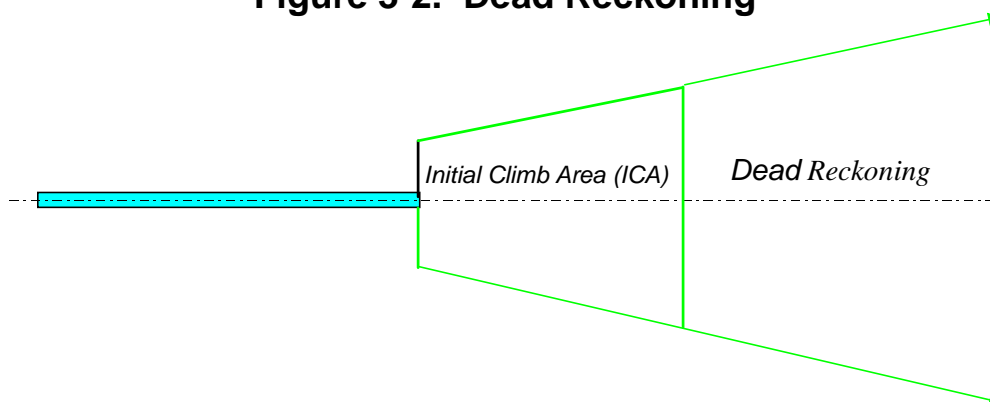 Figure 3-2. Dead Reckoning
Initial Climb Area (ICA)
Dead Reckoning